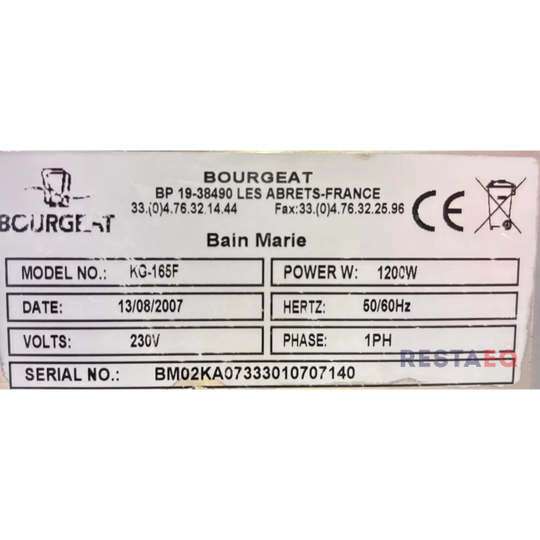 BOURGEAT
BOURGEAT
BP 19-38490 LES ABRETS-FRANCE
33.(0)4.76.32.14.44 Fax:33.(0)4.76.32.25.96
CE
Bain Marie
MODEL NO.: KG-165F POWER W: 1200W
DATE: 13/08/2007 HERTZ: 50/60Hz
VOLTS: 230V PHASE: 1PH
RESTAEQ
SERIAL NO.: BM02KA07333010707140